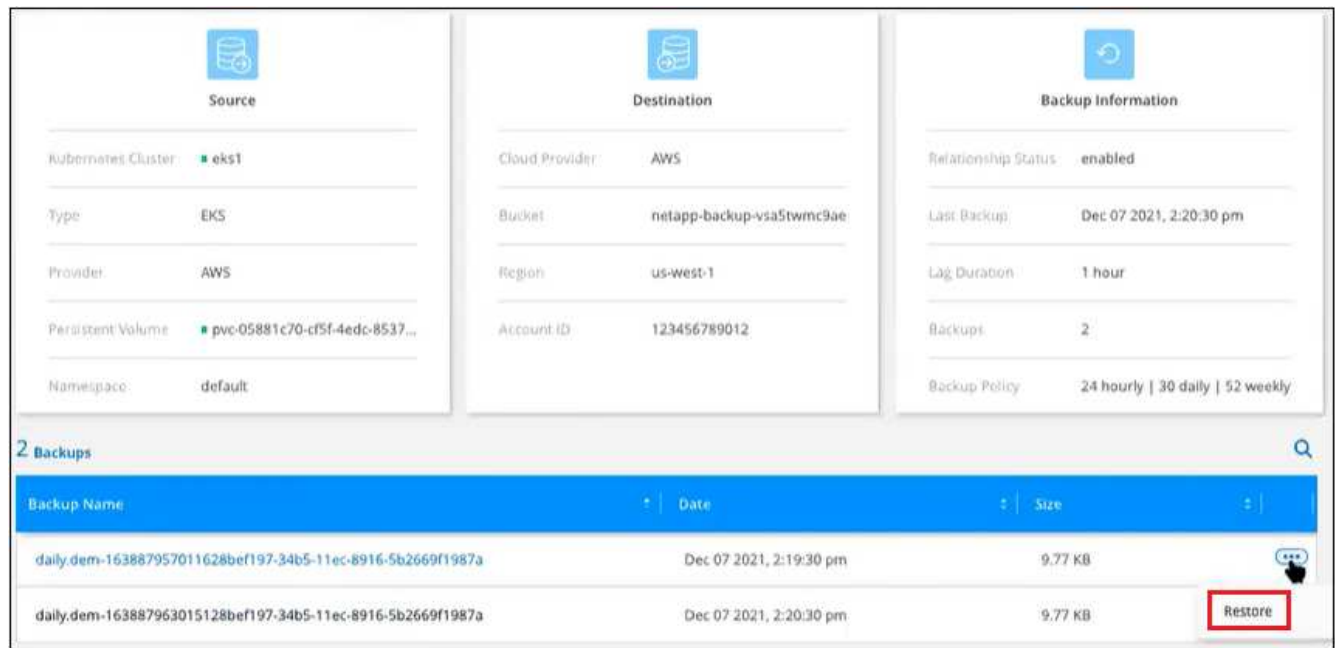 Source
Kubernetes Cluster eks1
Type EKS
Provider AWS
Persistent Volume pvc-05881c70-cf5f-4edc-8537...
Namespace default
Destination
Cloud Provider AWS
Bucket netapp-backup-vsa5twmc9ae
Region us-west-1
Account ID 123456789012
Backup Information
Relationship Status enabled
Last Backup Dec 07 2021, 2:20:30 pm
Lag Duration 1 hour
Backups 2
Backup Policy 24 hourly | 30 daily | 52 weekly
2 Backups
Backup Name Date Size
daily.dem-163887957011628bef197-34b5-11ec-8916-5b2669f1987a Dec 07 2021, 2:19:30 pm 9.77 KB
daily.dem-163887963015128bef197-34b5-11ec-8916-5b2669f1987a Dec 07 2021, 2:20:30 pm 9.77 KB
Restore